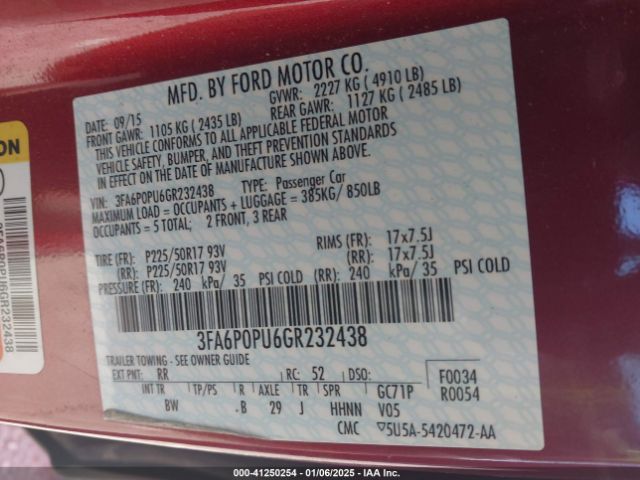 MFD. BY FORD MOTOR CO.
DATE: 09/15 GVWR: 2227 KG ( 4910 LB)
FRONT GAWR: 1105 KG ( 2435 LB) REAR GAWR: 1127 KG ( 2485 LB)
THIS VEHICLE CONFORMS TO ALL APPLICABLE FEDERAL MOTOR
VEHICLE SAFETY, BUMPER, AND THEFT PREVENTION STANDARDS
IN EFFECT ON THE DATE OF MANUFACTURE SHOWN ABOVE.
VIN: 3FA6P0PU6GR232438 TYPE: Passenger Car
MAXIMUM LOAD = OCCUPANTS + LUGGAGE = 385KG/ 850LB
OCCUPANTS = 5 TOTAL; 2 FRONT, 3 REAR
TIRE (FR): P225/50R17 93V RIMS (FR): 17x7.5J
(RR): P225/50R17 93V (RR): 17x7.5J
PRESSURE (FR): 240 kPa/ 35 PSI COLD (RR): 240 kPa/ 35 PSI COLD
3FA6P0PU6GR232438
TRAILER TOWING - SEE OWNER GUIDE
EXT PNT: RR RC: 52 DSO: F0034
INT TR TP/PS R AXLE TR SPR GC71P R0054
BW B 29 J HHNN V05
CMC 5U5A-5420472-AA
ON
3FA6P0PU6GR232438
000-41250254 - 01/06/2025 - IAA Inc.